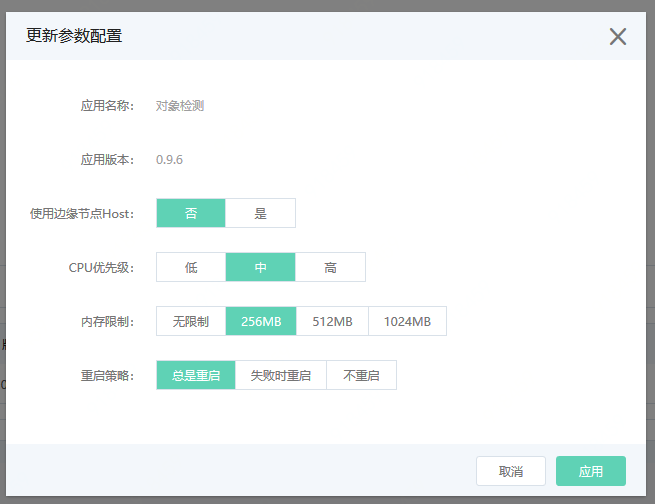 更新参数配置
应用名称： 对象检测
应用版本： 0.9.6
使用边缘节点Host： 否 是
CPU优先级： 低 中 高
内存限制： 无限制 256MB 512MB 1024MB
重启策略： 总是重启 失败时重启 不重启
取消 应用